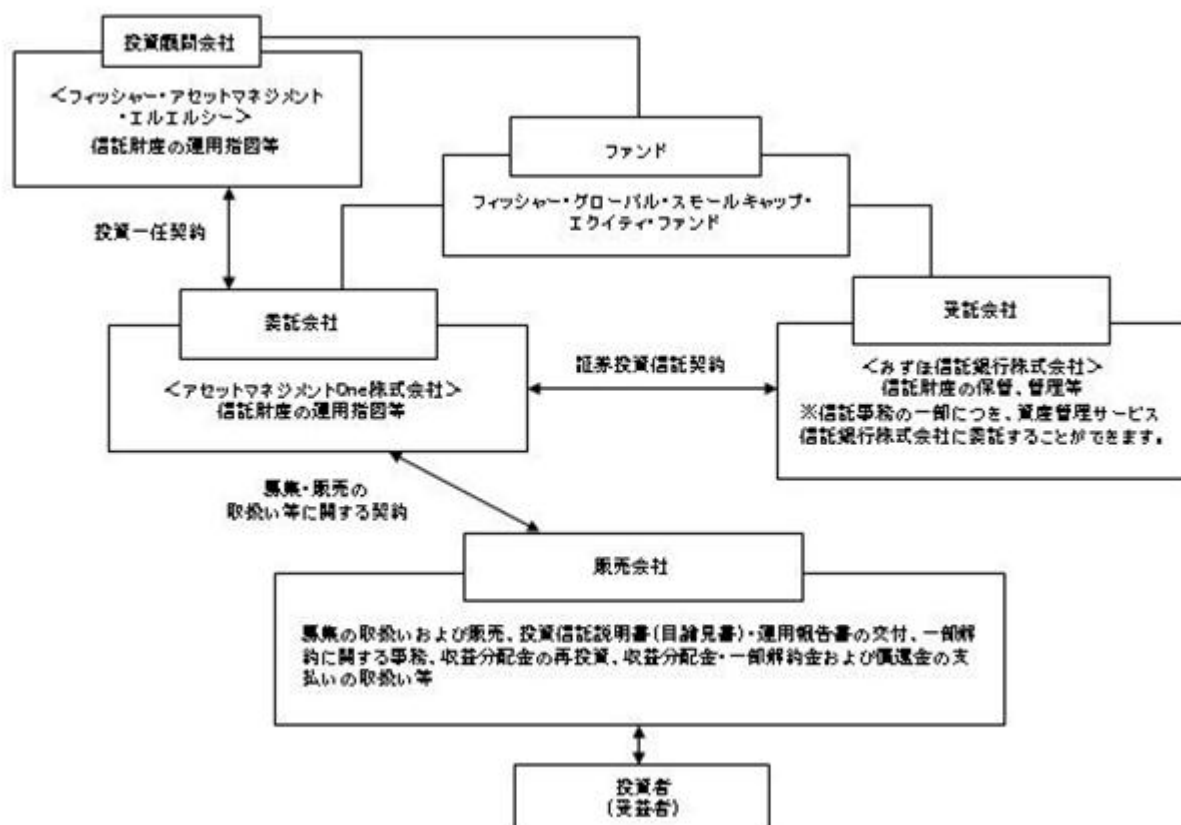 投資顧問会社
<フィッシャー・アセットマネジメント
・エルエルシー>
信託財産の運用指図等
ファンド
フィッシャー・グローバル・スモールキャップ・
エクイティ・ファンド
投資一任契約
委託会社
<アセットマネジメントOne株式会社>
信託財産の運用指図等
証券投資信託契約
受託会社
<みずほ信託銀行株式会社>
信託財産の保管、管理等
※信託事務の一部につき、資産管理サービス
信託銀行株式会社に委託することができます。
募集・販売の
取扱い等に関する契約
販売会社
募集の取扱いおよび販売、投資信託説明書(目論見書)・運用報告書の交付、一部解
約に関する事務、収益分配金の再投資、収益分配金・一部解約金および償還金の支
払いの取扱い等
投資者
(受益者)